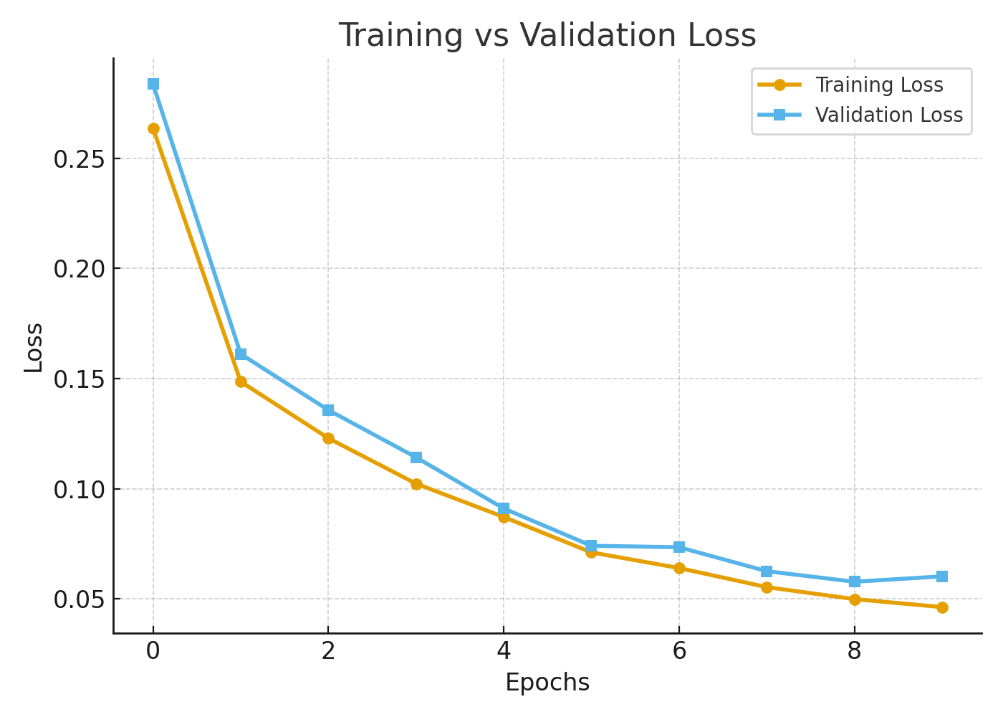 Training vs Validation Loss
Training Loss
Validation Loss
0.25
0.20
0.15
0.10
0.05
Loss
0 2 4 6 8
Epochs